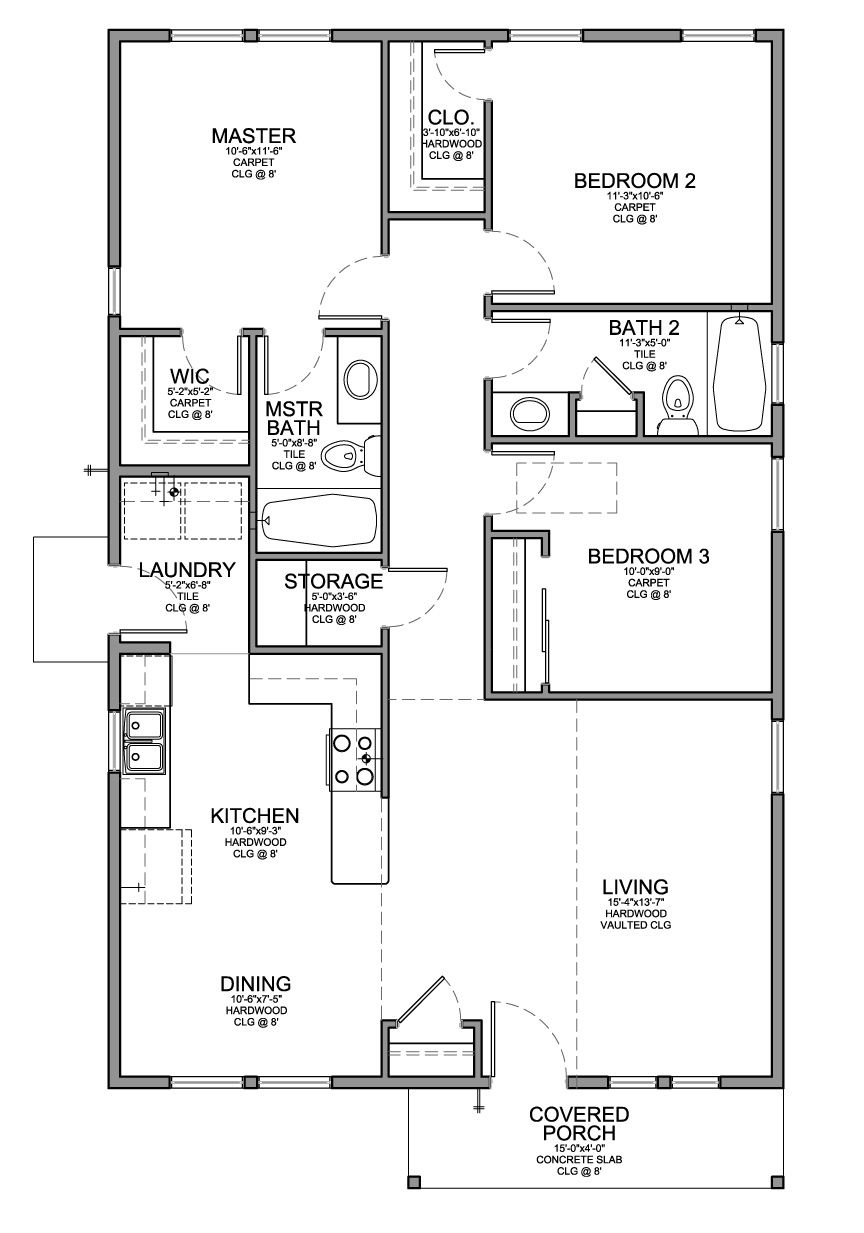 MASTER
10'-6"x11'-6"
CARPET
CLG @ 8'
CLO.
3'-10"x6'-10"
HARDWOOD
CLG @ 8'
BEDROOM 2
11'-3"x10'-6"
CARPET
CLG @ 8'
BATH 2
11'-3"x5'-0"
TILE
CLG @ 8'
WIC
5'-2"x5'-2"
CARPET
CLG @ 8'
MSTR
BATH
5'-0"x8'-8"
TILE
CLG @ 8'
LAUNDRY
5'-2"x6'-8"
TILE
CLG @ 8'
STORAGE
5'-0"x3'-6"
HARDWOOD
CLG @ 8'
BEDROOM 3
10'-0"x9'-0"
CARPET
CLG @ 8'
KITCHEN
10'-6"x9'-3"
HARDWOOD
CLG @ 8'
LIVING
15'-4"x13'-7"
HARDWOOD
VAULTED CLG
DINING
10'-6"x7'-5"
HARDWOOD
CLG @ 8'
COVERED
PORCH
15'-0"x4'-0"
CONCRETE SLAB
CLG @ 8'